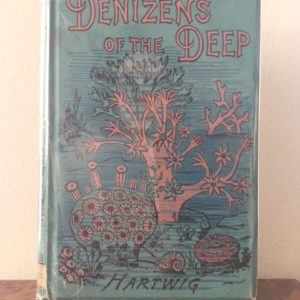 DENIZENS
OF THE DEEP
HARTWIG